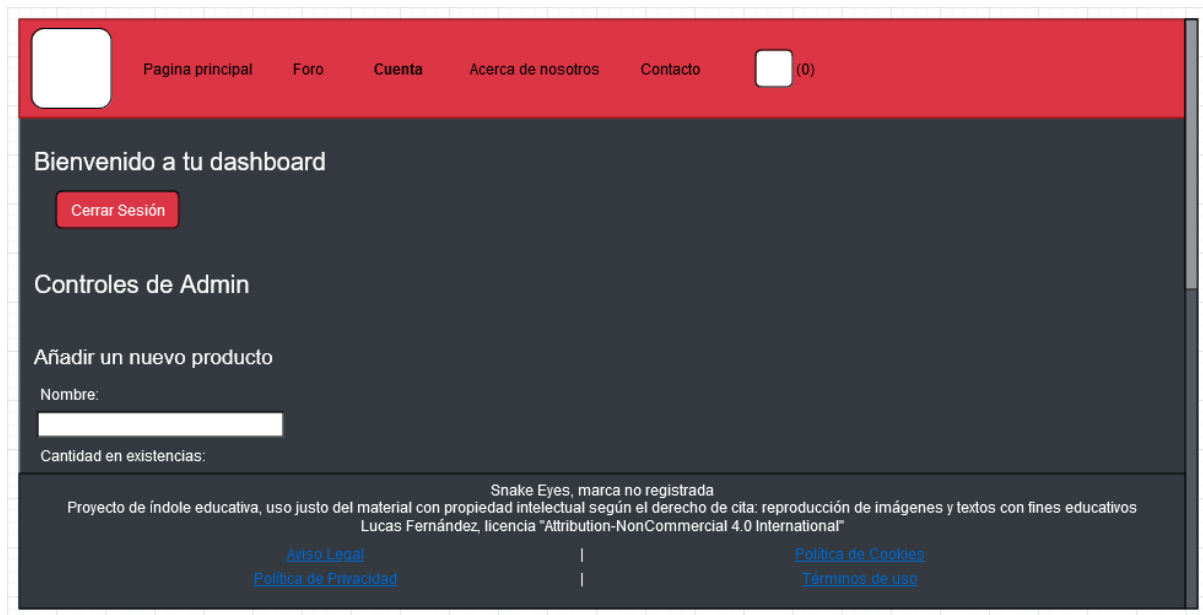 Pagina principal Foro Cuenta Acerca de nosotros Contacto (0)
Bienvenido a tu dashboard
Cerrar Sesión
Controles de Admin
Añadir un nuevo producto
Nombre:
Cantidad en existencias:
Snake Eyes, marca no registrada
Proyecto de índole educativa, uso justo del material con propiedad intelectual según el derecho de cita: reproducción de imágenes y textos con fines educativos
Lucas Fernández, licencia "Attribution-NonCommercial 4.0 International"
Aviso Legal | Política de Cookies
Política de Privacidad | Términos de uso